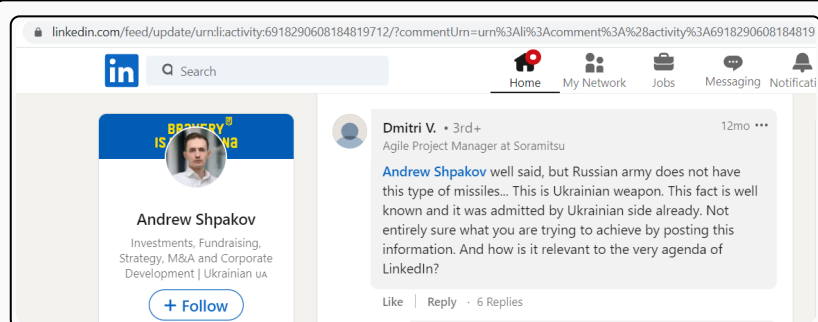 linkedin.com/feed/update/urn:li:activity:6918290608184819712/?commentUrn=urn%3Ali%3Acomment%3A%28activity%3A6918290608184819
in
Search
Home
My Network
Jobs
Messaging
Notificati
BRAVERY
IS
NG
Andrew Shpakov
Investments, Fundraising,
Strategy, M&A and Corporate
Development | Ukrainian UA
+ Follow
Dmitri V. • 3rd+
12mo •••
Agile Project Manager at Soramitsu
Andrew Shpakov well said, but Russian army does not have
this type of missiles... This is Ukrainian weapon. This fact is well
known and it was admitted by Ukrainian side already. Not
entirely sure what you are trying to achieve by posting this
information. And how is it relevant to the very agenda of
LinkedIn?
Like | Reply · 6 Replies